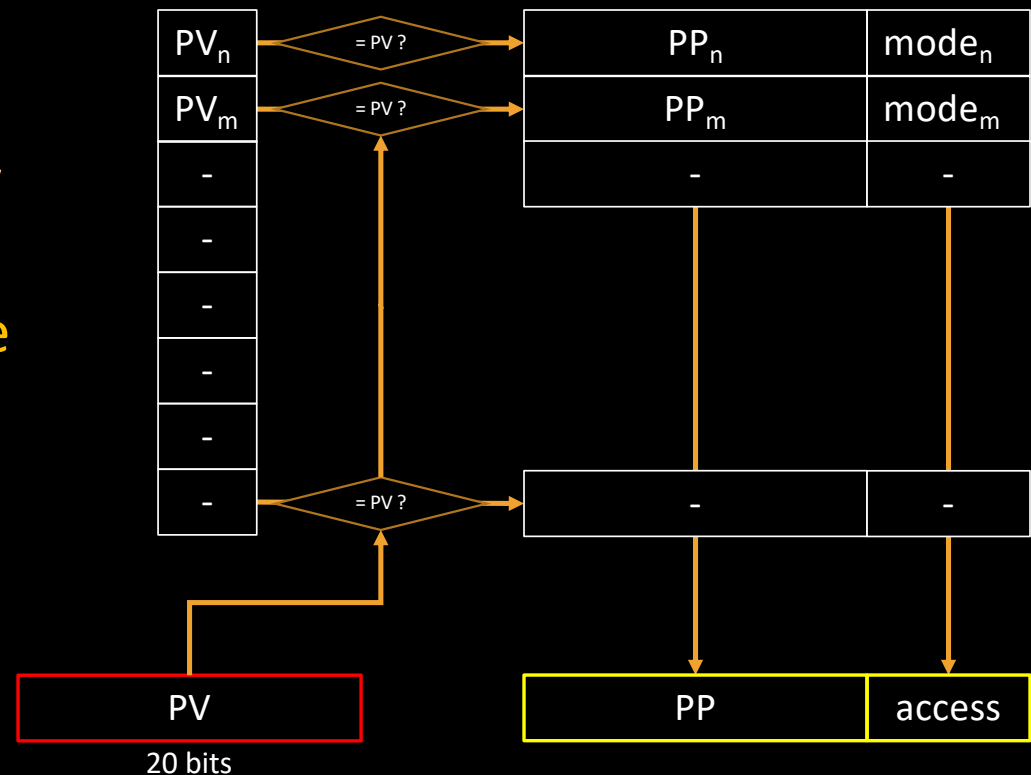 PVₙ = PV ? PPₙ modeₙ
PVₘ = PV ? PPₘ modeₘ
- - -
-
-
-
-
- = PV ? - -
PV PP access
20 bits